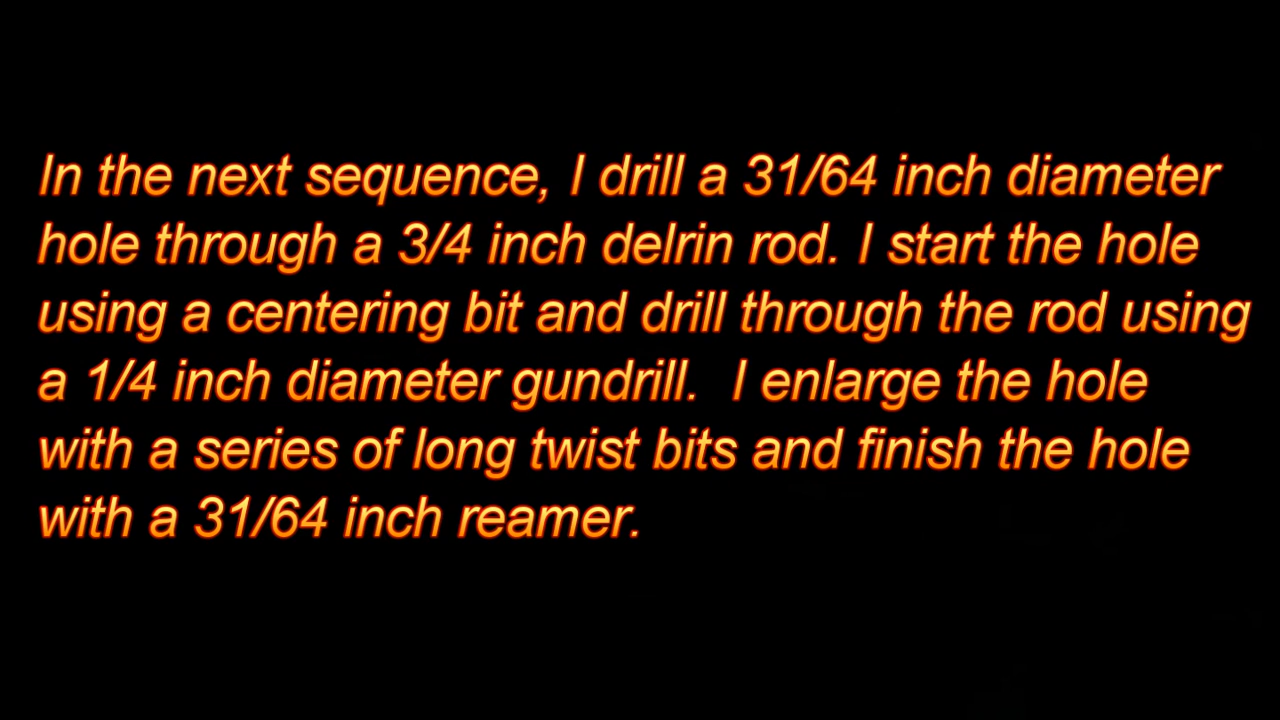 In the next sequence, I drill a 31/64 inch diameter
hole through a 3/4 inch delrin rod. I start the hole
using a centering bit and drill through the rod using
a 1/4 inch diameter gundrill.  I enlarge the hole
with a series of long twist bits and finish the hole
with a 31/64 inch reamer.